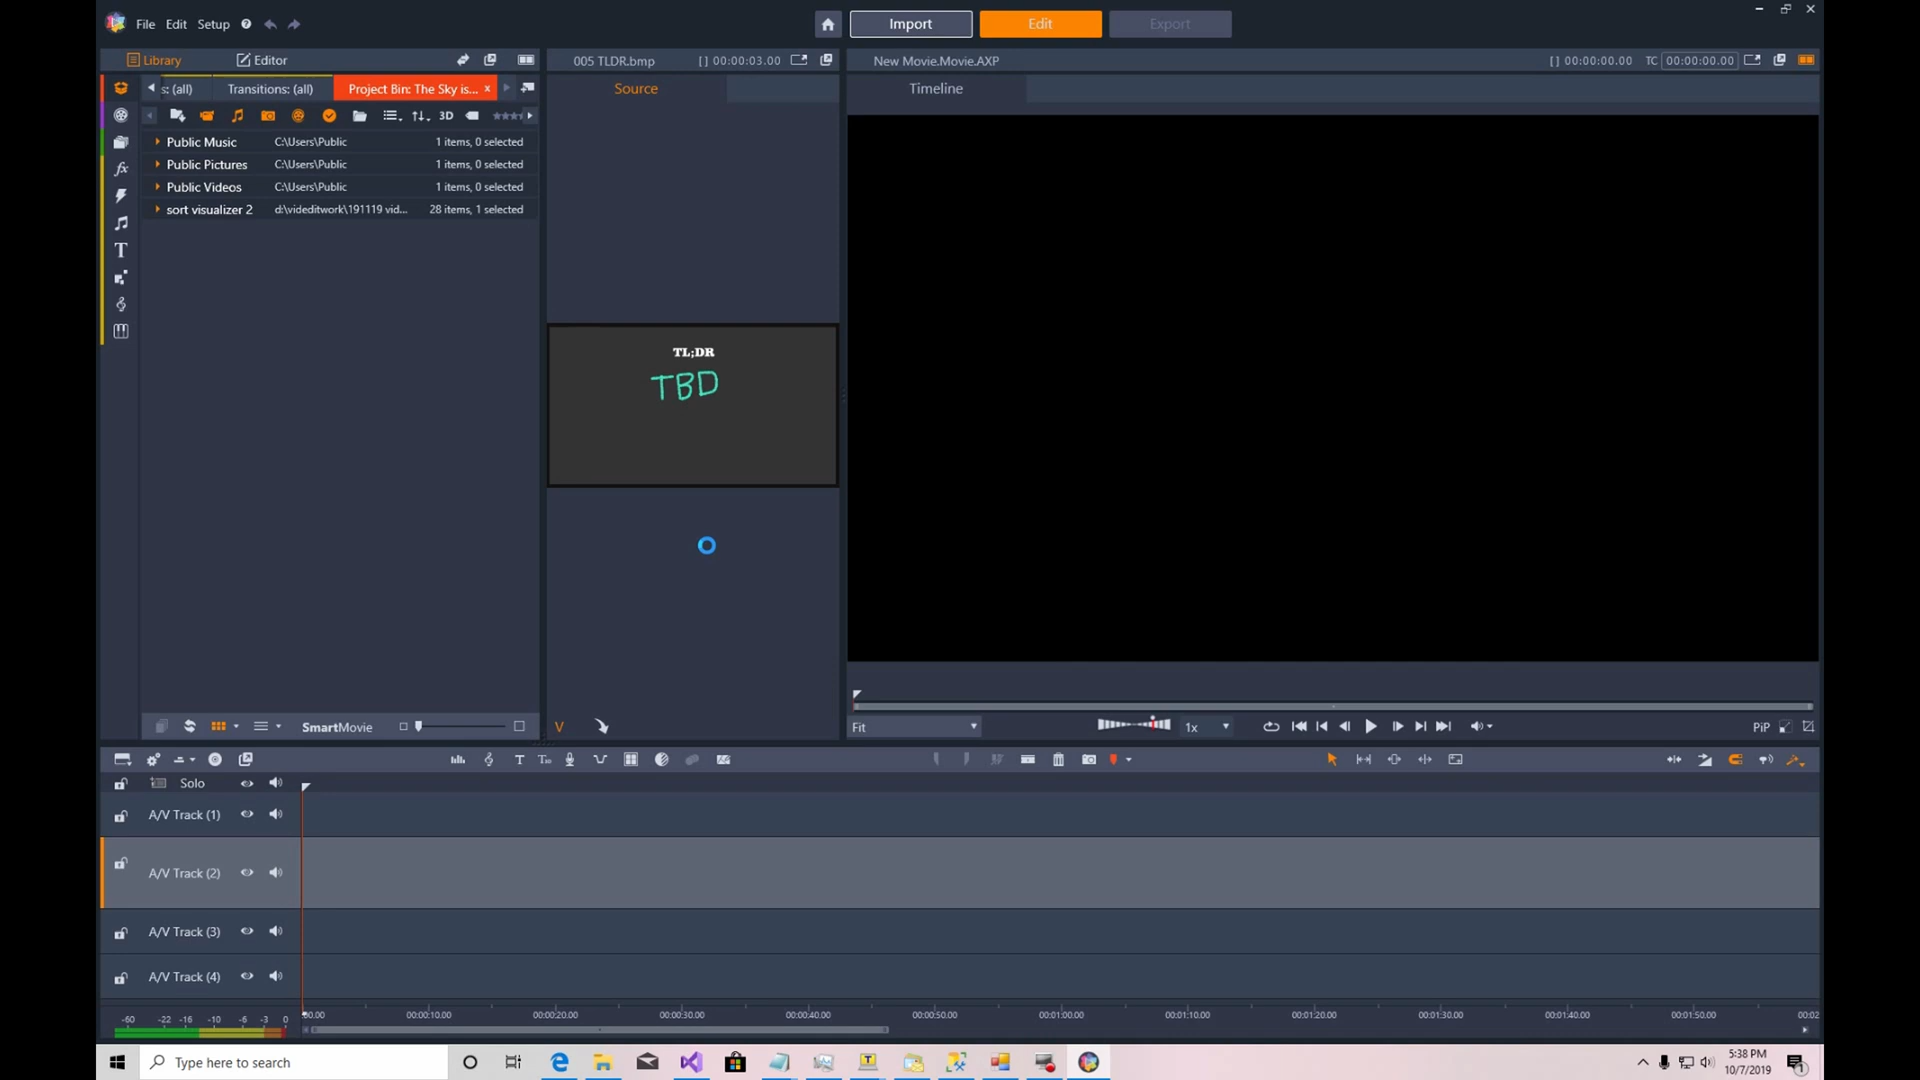 File Edit Setup
Import Edit Export
Library Editor
005 TLDR.bmp [] 00:00:03.00
New Movie.Movie.AXP [] 00:00:00.00 TC 00:00:00.00
s: (all) Transitions: (all) Project Bin: The Sky is... x
Source
Timeline
3D
Public Music C:\Users\Public 1 items, 0 selected
Public Pictures C:\Users\Public 1 items, 0 selected
Public Videos C:\Users\Public 1 items, 0 selected
sort visualizer 2 d:\videditwork\191119 vid... 28 items, 1 selected
fx
T
TL;DR
TBD
SmartMovie
V
Fit
1x
PiP
Solo
A/V Track (1)
A/V Track (2)
A/V Track (3)
A/V Track (4)
-60 -22 -16 -10 -6 -3 0
00.00 00:00:10.00 00:00:20.00 00:00:30.00 00:00:40.00 00:00:50.00 00:01:00.00 00:01:10.00 00:01:20.00 00:01:30.00 00:01:40.00 00:01:50.00 00:02
Type here to search
5:38 PM
10/7/2019
1